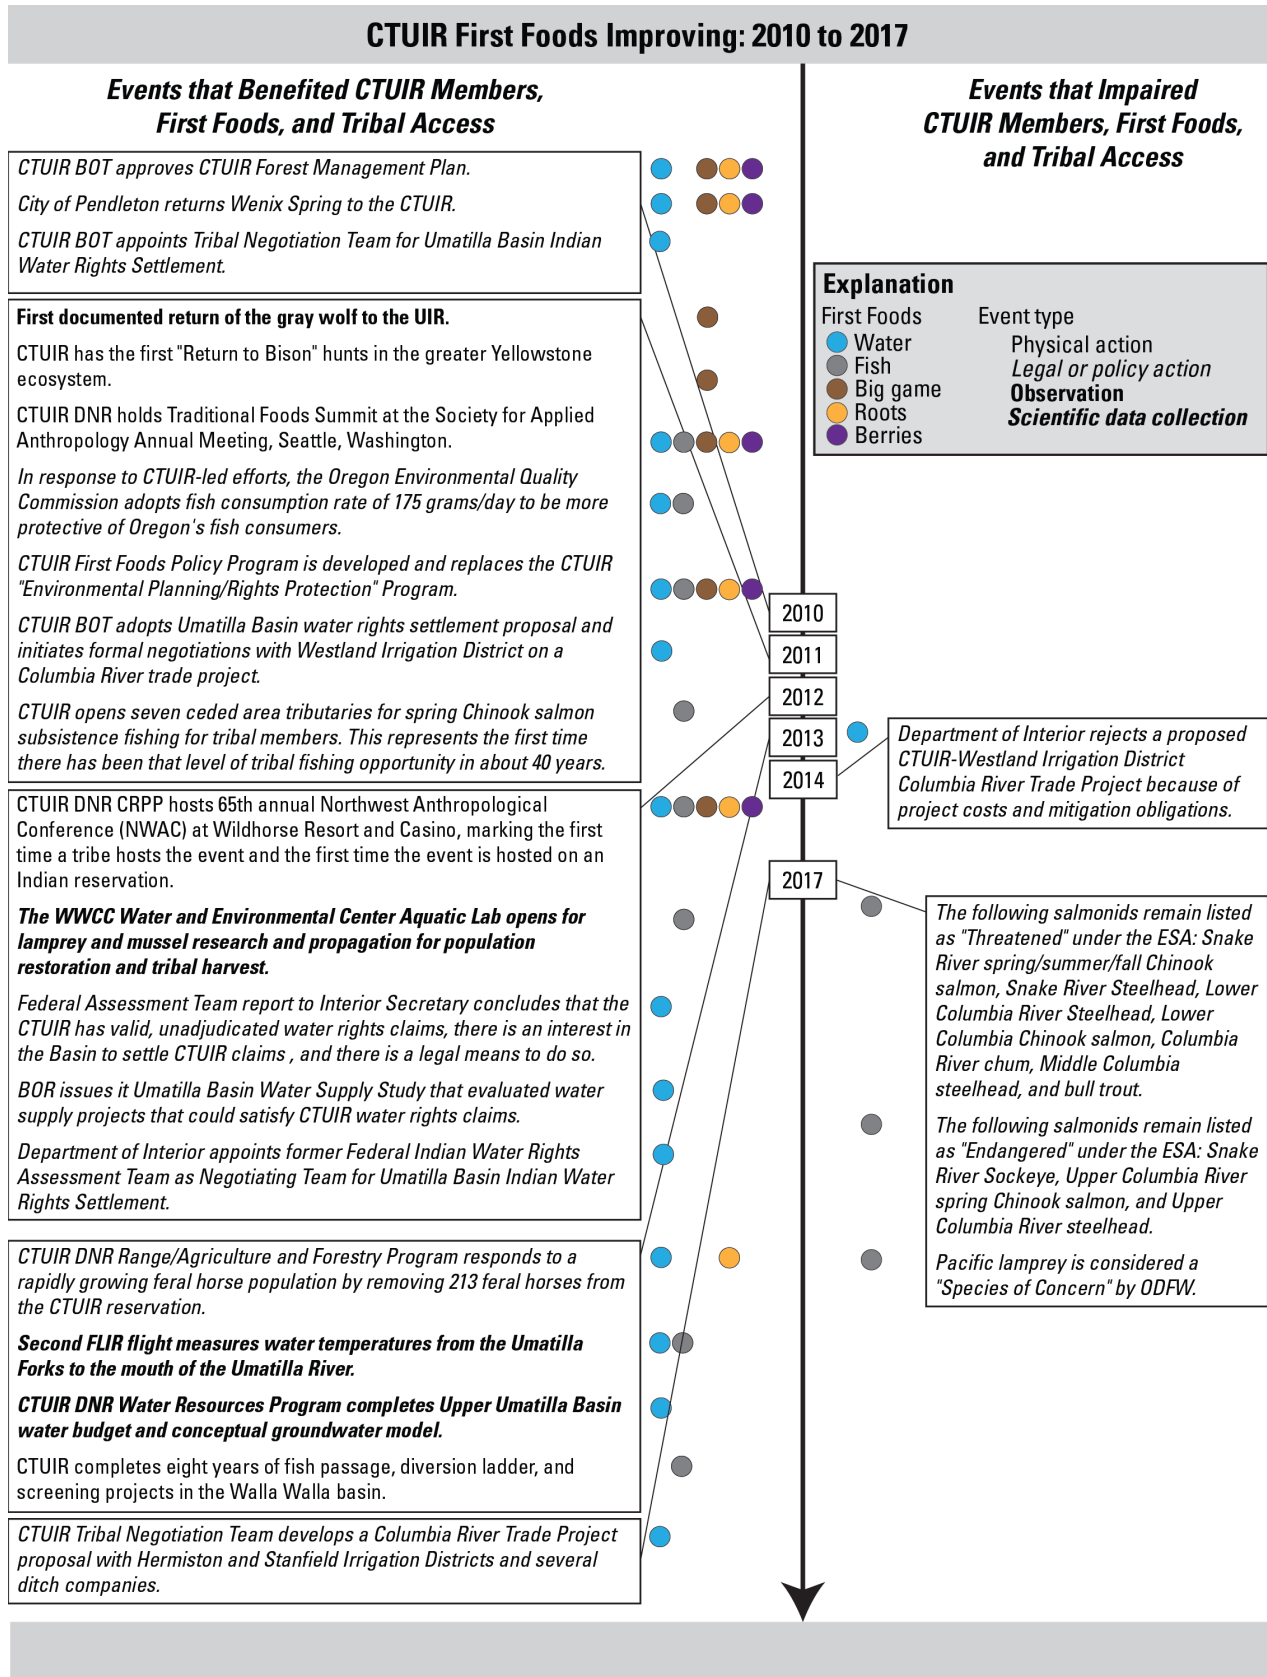 CTUIR First Foods Improving: 2010 to 2017
Events that Benefited CTUIR Members,
First Foods, and Tribal Access
CTUIR BOT approves CTUIR Forest Management Plan.
City of Pendleton returns Wenix Spring to the CTUIR.
CTUIR BOT appoints Tribal Negotiation Team for Umatilla Basin Indian
Water Rights Settlement.
First documented return of the gray wolf to the UIR.
CTUIR has the first "Return to Bison" hunts in the greater Yellowstone
ecosystem.
CTUIR DNR holds Traditional Foods Summit at the Society for Applied
Anthropology Annual Meeting, Seattle, Washington.
In response to CTUIR-led efforts, the Oregon Environmental Quality
Commission adopts fish consumption rate of 175 grams/day to be more
protective of Oregon's fish consumers.
CTUIR First Foods Policy Program is developed and replaces the CTUIR
"Environmental Planning/Rights Protection" Program.
CTUIR BOT adopts Umatilla Basin water rights settlement proposal and
initiates formal negotiations with Westland Irrigation District on a
Columbia River trade project.
CTUIR opens seven ceded area tributaries for spring Chinook salmon
subsistence fishing for tribal members. This represents the first time
there has been that level of tribal fishing opportunity in about 40 years.
CTUIR DNR CRPP hosts 65th annual Northwest Anthropological
Conference (NWAC) at Wildhorse Resort and Casino, marking the first
time a tribe hosts the event and the first time the event is hosted on an
Indian reservation.
The WWCC Water and Environmental Center Aquatic Lab opens for
lamprey and mussel research and propagation for population
restoration and tribal harvest.
Federal Assessment Team report to Interior Secretary concludes that the
CTUIR has valid, unadjudicated water rights claims, there is an interest in
the Basin to settle CTUIR claims , and there is a legal means to do so.
BOR issues it Umatilla Basin Water Supply Study that evaluated water
supply projects that could satisfy CTUIR water rights claims.
Department of Interior appoints former Federal Indian Water Rights
Assessment Team as Negotiating Team for Umatilla Basin Indian Water
Rights Settlement.
CTUIR DNR Range/Agriculture and Forestry Program responds to a
rapidly growing feral horse population by removing 213 feral horses from
the CTUIR reservation.
Second FLIR flight measures water temperatures from the Umatilla
Forks to the mouth of the Umatilla River.
CTUIR DNR Water Resources Program completes Upper Umatilla Basin
water budget and conceptual groundwater model.
CTUIR completes eight years of fish passage, diversion ladder, and
screening projects in the Walla Walla basin.
CTUIR Tribal Negotiation Team develops a Columbia River Trade Project
proposal with Hermiston and Stanfield Irrigation Districts and several
ditch companies.
2010
2011
2012
2013
2014
2017
Events that Impaired
CTUIR Members, First Foods,
and Tribal Access
Explanation
First Foods
Water
Fish
Big game
Roots
Berries
Event type
Physical action
Legal or policy action
Observation
Scientific data collection
Department of Interior rejects a proposed
CTUIR-Westland Irrigation District
Columbia River Trade Project because of
project costs and mitigation obligations.
The following salmonids remain listed
as "Threatened" under the ESA: Snake
River spring/summer/fall Chinook
salmon, Snake River Steelhead, Lower
Columbia River Steelhead, Lower
Columbia Chinook salmon, Columbia
River chum, Middle Columbia
steelhead, and bull trout.
The following salmonids remain listed
as "Endangered" under the ESA: Snake
River Sockeye, Upper Columbia River
spring Chinook salmon, and Upper
Columbia River steelhead.
Pacific lamprey is considered a
"Species of Concern" by ODFW.